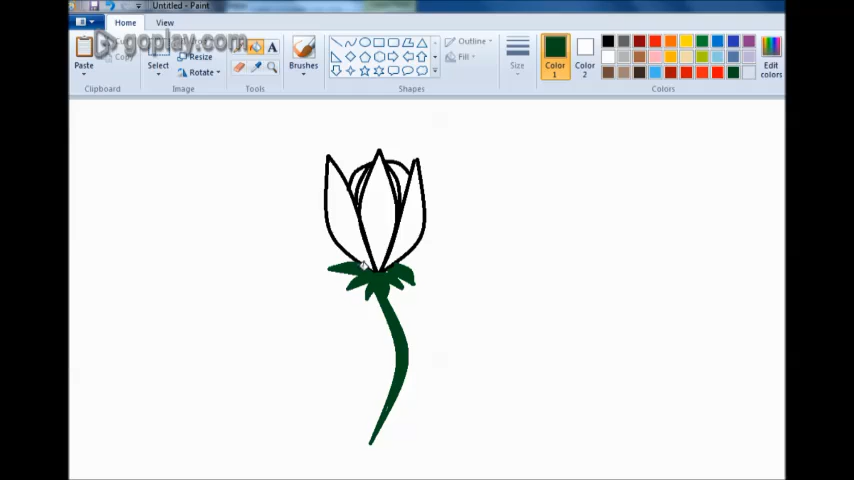 Untitled - Paint
Home
View
goplay.com
Paste
Copy
Select
Resize
Rotate
A
Brushes
Outline
Fill
Size
Color 1
Color 2
Edit colors
Clipboard
Image
Tools
Shapes
Colors